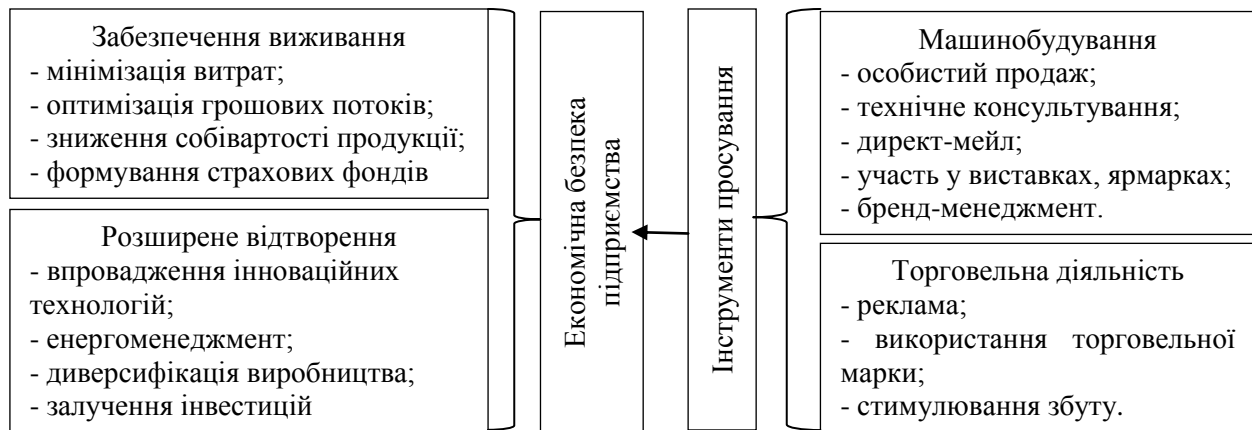 Забезпечення виживання
- мінімізація витрат;
- оптимізація грошових потоків;
- зниження собівартості продукції;
- формування страхових фондів
Розширене відтворення
- впровадження інноваційних
технологій;
- енергоменеджмент;
- диверсифікація виробництва;
- залучення інвестицій
Економічна безпека
підприємства
Інструменти просування
Машинобудування
- особистий продаж;
- технічне консультування;
- директ-мейл;
- участь у виставках, ярмарках;
- бренд-менеджмент.
Торговельна діяльність
- реклама;
- використання торговельної
марки;
- стимулювання збуту.